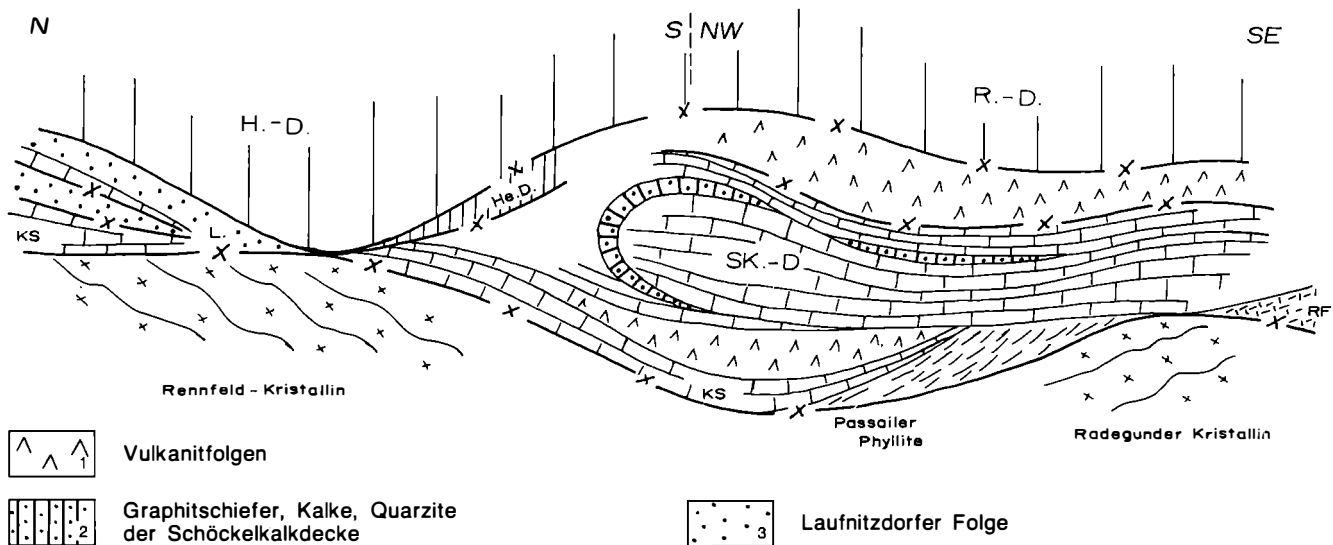 N
S NW
SE
H.-D.
R.-D.
He.D.
L.
KS
SK.-D
RF
KS
Rennfeld-Kristallin
Passailer
Phyllite
Radegunder Kristallin
1
Vulkanitfolgen
2
Graphitschiefer, Kalke, Quarzite
der Schöckelkalkdecke
3
Laufnitzdorfer Folge